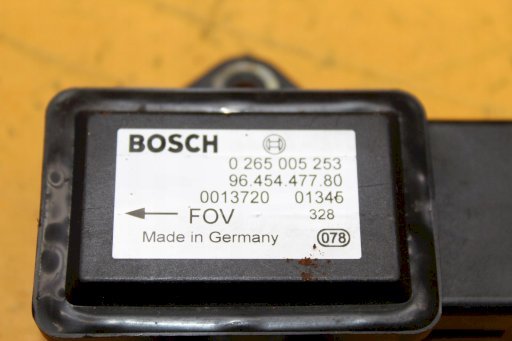 BOSCH
0 265 005 253
96.454.477.80
0013720 01346
FOV 328
Made in Germany 078